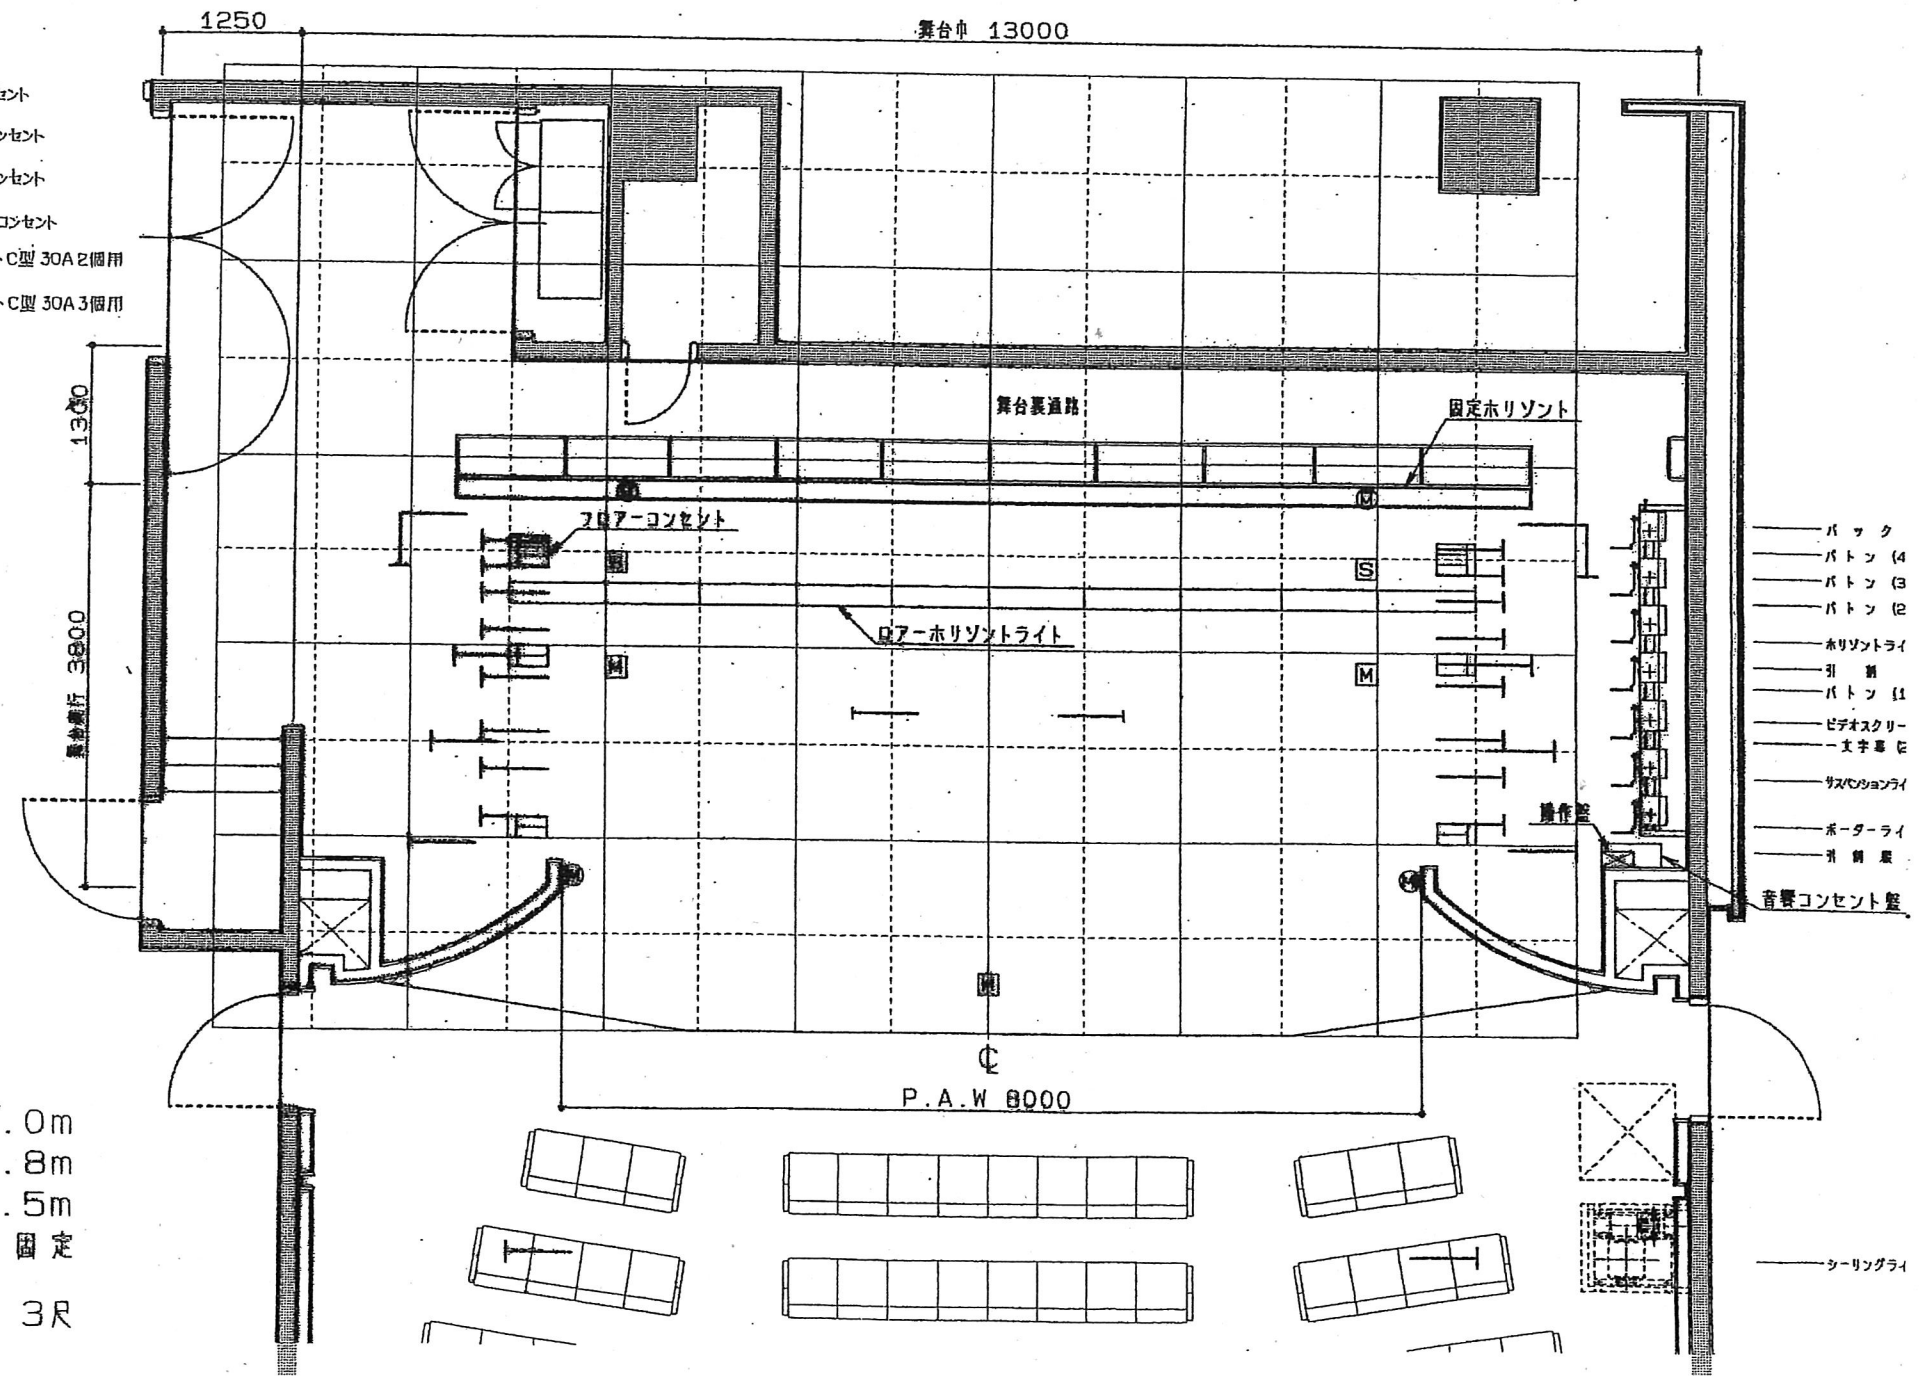 1250
舞台巾 13000
セント
ンセント
ンセント
コンセント
C型 30A 2個用
C型 30A 3個用
1300
舞台奥行 3800
舞台裏通路
固定ホリゾント
フロアーコンセント
M
S
ロアーホリゾントライト
M
M
バック
バトン (4
バトン (3
バトン (2
ホリゾントライ
引 割
バトン (1
ビデオスクリー
一文字幕 (2
サスペンションライ
ボーダーライ
操作盤
音響コンセント盤
M
M
℄
P.A.W 8000
.0m
.8m
.5m
固定
3尺
シーリングライ